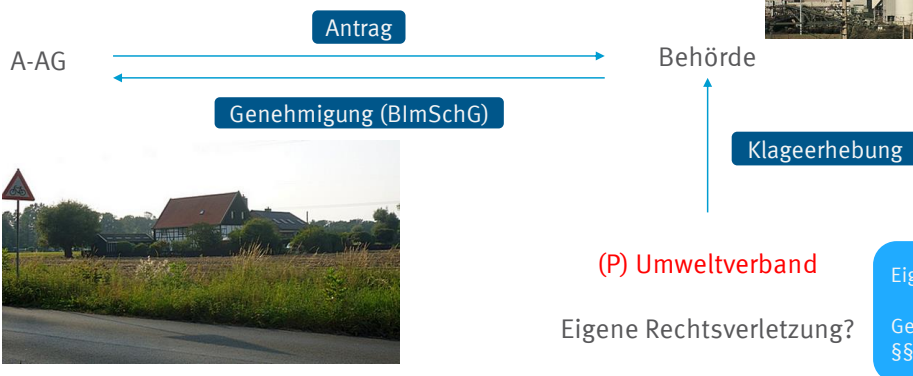 Antrag
A-AG
Behörde
Genehmigung (BImSchG)
Klageerhebung
(P) Umweltverband
Eigene Rechtsverletzung?
§§